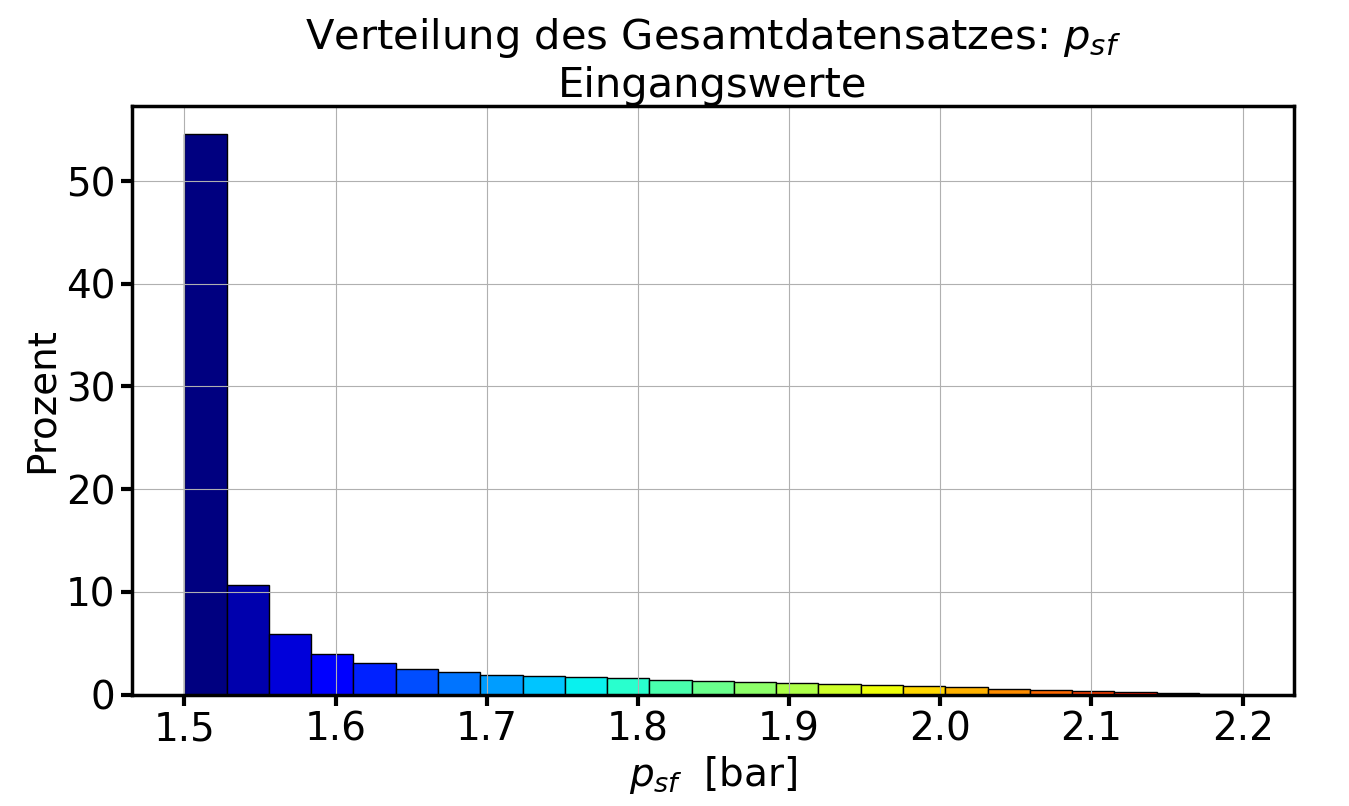 Verteilung des Gesamtdatensatzes: p_sf
Eingangswerte
Prozent
50
40
30
20
10
0
1.5 1.6 1.7 1.8 1.9 2.0 2.1 2.2
p_sf [bar]